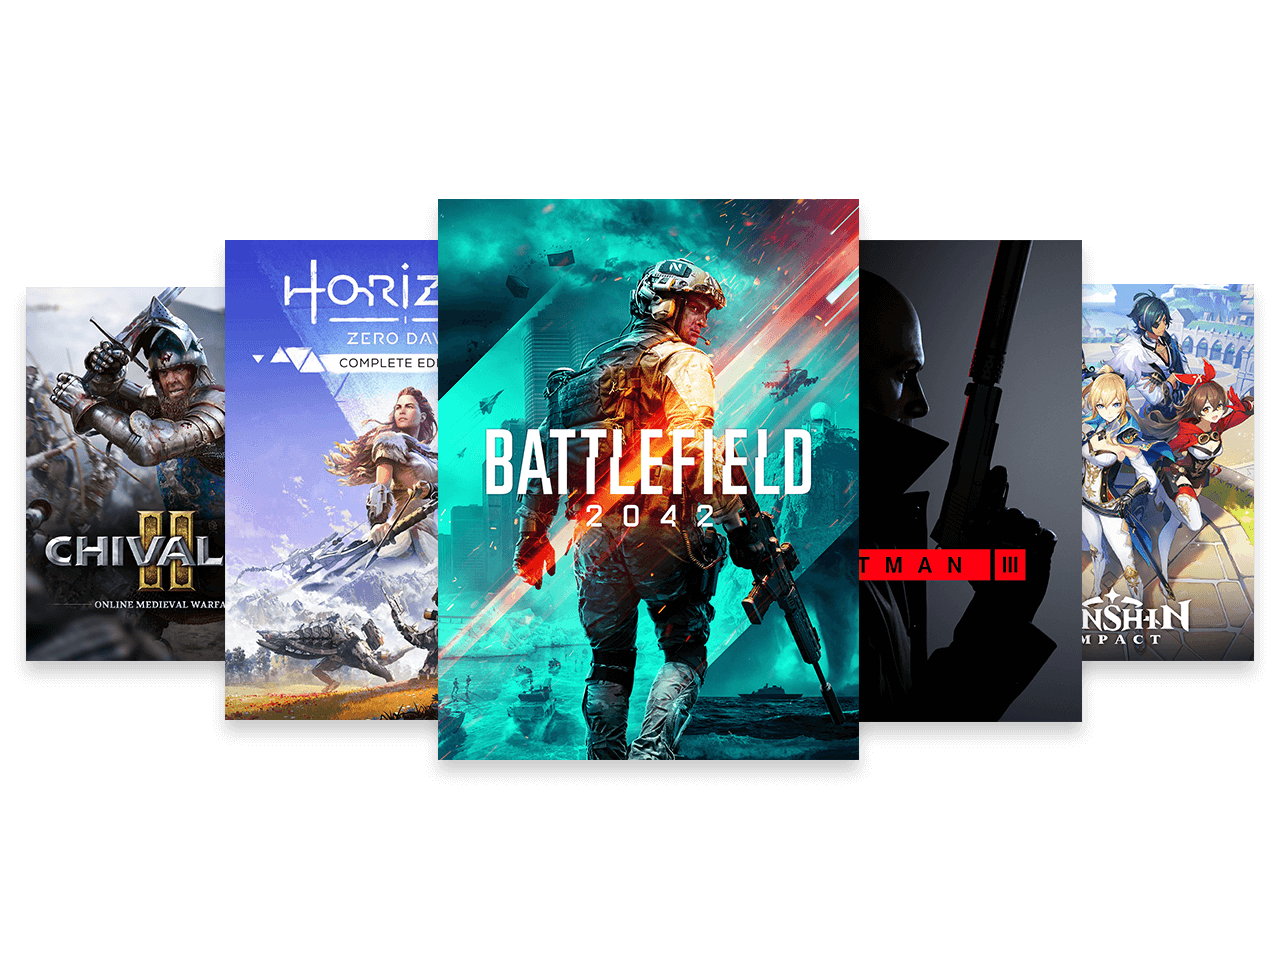 II
CHIVAL
ONLINE MEDIEVAL WARFA
HORIZ
ZERO DAW
COMPLETE EDI
BATTLEFIELD
2042
TMAN III
NSHIN
MPACT